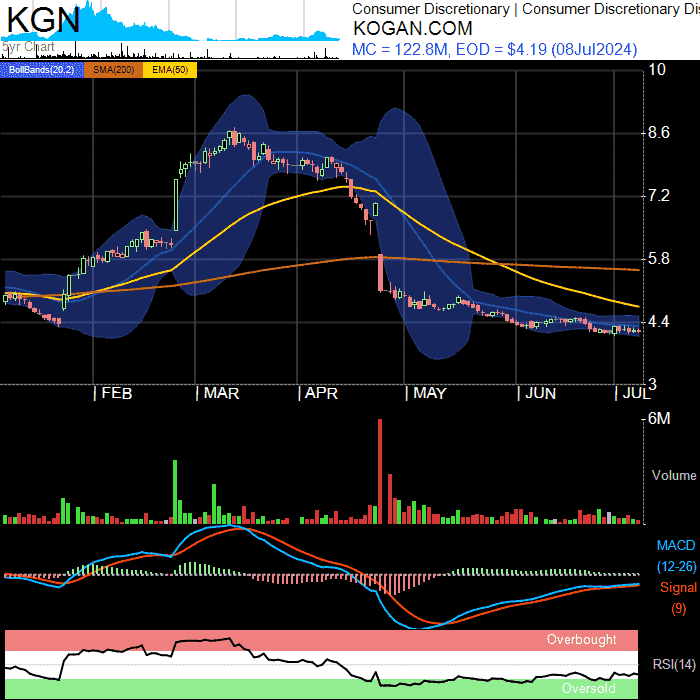 KGN
5yr Chart
Consumer Discretionary | Consumer Discretionary Dis
KOGAN.COM
MC = 122.8M, EOD = $4.19 (08Jul2024)
BollBands(20,2) SMA(200) EMA(50)
10
8.6
7.2
5.8
4.4
3
| FEB | MAR | APR | MAY | JUN | JUL
6M
Volume
MACD
(12-26)
Signal
(9)
Overbought
RSI(14)
Oversold